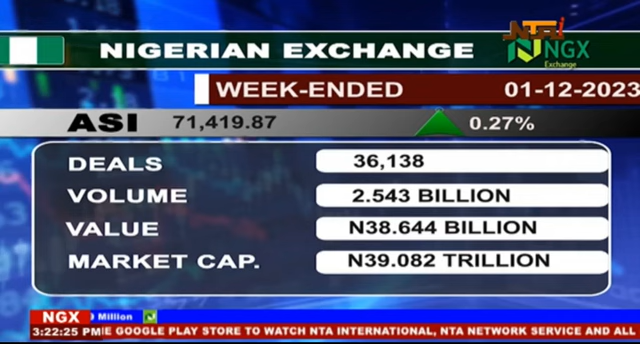 NTA!
NIGERIAN EXCHANGE
NGX
Exchange
WEEK-ENDED 01-12-2023
ASI 71,419.87 0.27%
DEALS 36,138
VOLUME 2.543 BILLION
VALUE N38.644 BILLION
MARKET CAP. N39.082 TRILLION
NGX Million
3:22:25 PM IE GOOGLE PLAY STORE TO WATCH NTA INTERNATIONAL, NTA NETWORK SERVICE AND ALL